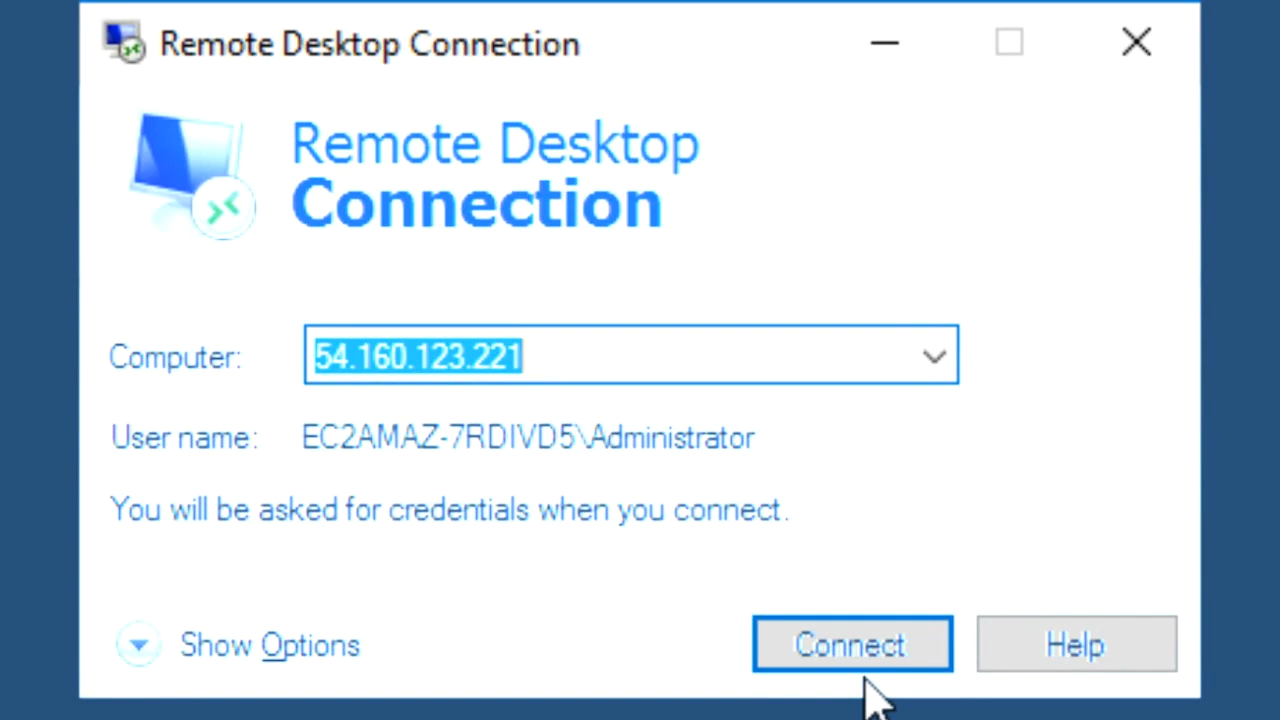 Remote Desktop Connection
Remote Desktop
Connection
Computer: 54.160.123.221
User name: EC2AMAZ-7RDIVD5\Administrator
You will be asked for credentials when you connect.
Show Options Connect Help